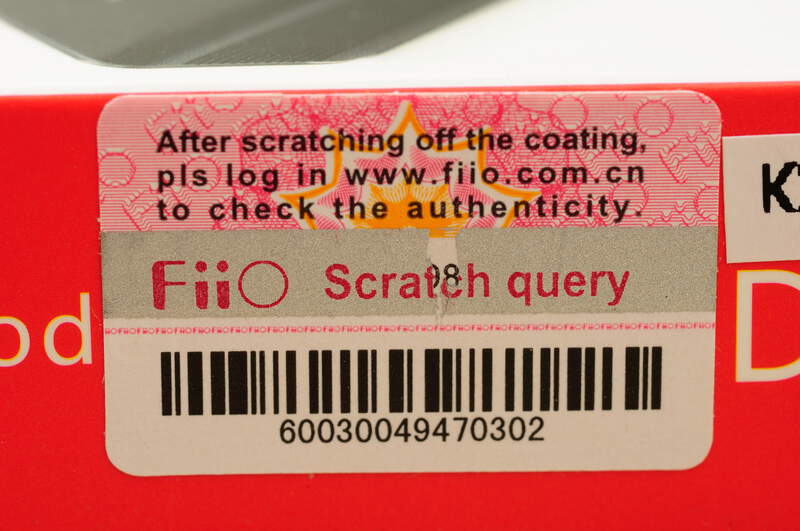 After scratching off the coating,
pls log in www.fiio.com.cn
to check the authenticity.
FiiO Scratch query
98
60030049470302
od
D